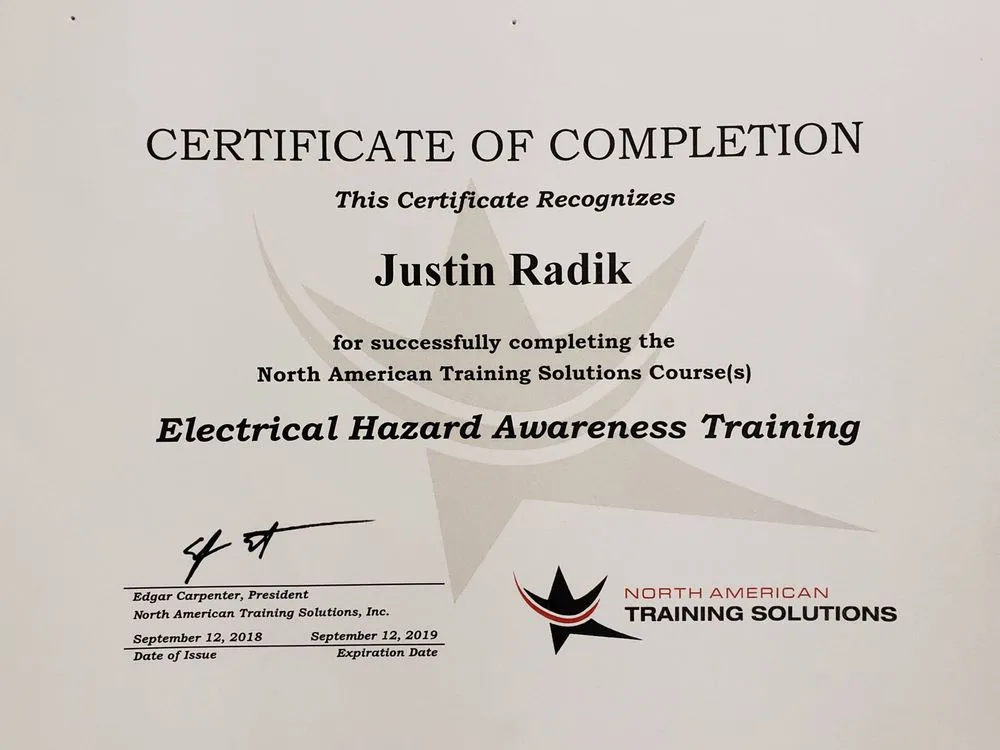 CERTIFICATE OF COMPLETION
This Certificate Recognizes
Justin Radik
for successfully completing the
North American Training Solutions Course(s)
Electrical Hazard Awareness Training
Edgar Carpenter, President
North American Training Solutions, Inc.
September 12, 2018 September 12, 2019
Date of Issue Expiration Date
NORTH AMERICAN
TRAINING SOLUTIONS